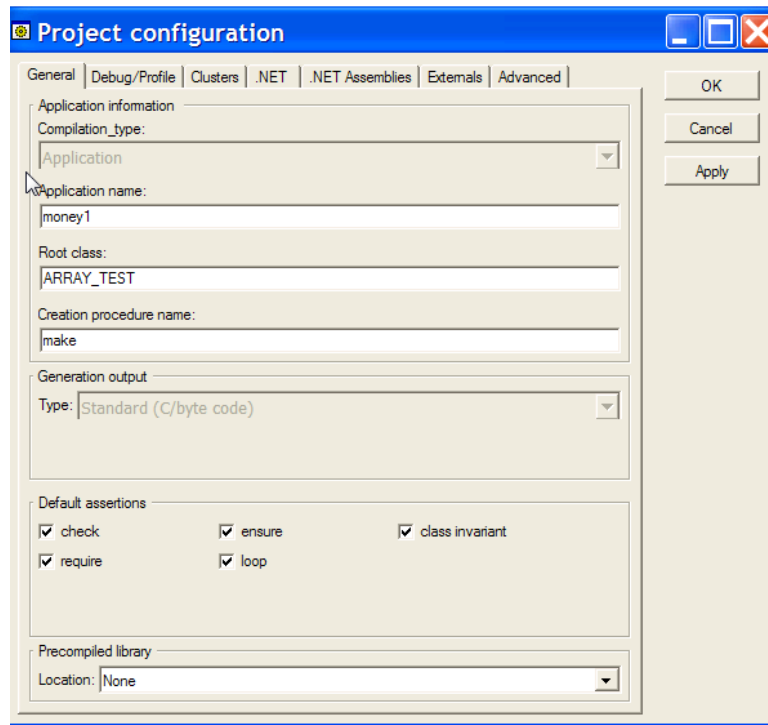 Project configuration
General Debug/Profile Clusters .NET .NET Assemblies Externals Advanced
OK
Cancel
Apply
Application information
Compilation_type:
Application
Application name:
money1
Root class:
ARRAY_TEST
Creation procedure name:
make
Generation output
Type: Standard (C/byte code)
Default assertions
check ensure class invariant
require loop
Precompiled library
Location: None